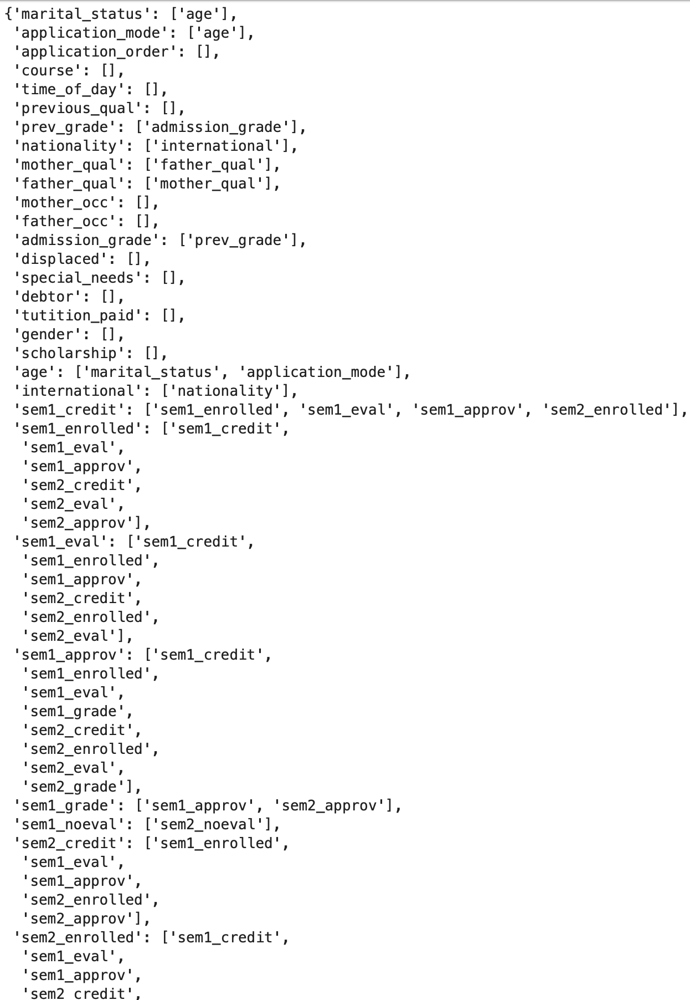 {'marital_status': ['age'],
 'application_mode': ['age'],
 'application_order': [],
 'course': [],
 'time_of_day': [],
 'previous_qual': [],
 'prev_grade': ['admission_grade'],
 'nationality': ['international'],
 'mother_qual': ['father_qual'],
 'father_qual': ['mother_qual'],
 'mother_occ': [],
 'father_occ': [],
 'admission_grade': ['prev_grade'],
 'displaced': [],
 'special_needs': [],
 'debtor': [],
 'tutition_paid': [],
 'gender': [],
 'scholarship': [],
 'age': ['marital_status', 'application_mode'],
 'international': ['nationality'],
 'sem1_credit': ['sem1_enrolled', 'sem1_eval', 'sem1_approv', 'sem2_enrolled'],
 'sem1_enrolled': ['sem1_credit',
  'sem1_eval',
  'sem1_approv',
  'sem2_credit',
  'sem2_eval',
  'sem2_approv'],
 'sem1_eval': ['sem1_credit',
  'sem1_enrolled',
  'sem1_approv',
  'sem2_credit',
  'sem2_enrolled',
  'sem2_eval'],
 'sem1_approv': ['sem1_credit',
  'sem1_enrolled',
  'sem1_eval',
  'sem1_grade',
  'sem2_credit',
  'sem2_enrolled',
  'sem2_eval',
  'sem2_grade'],
 'sem1_grade': ['sem1_approv', 'sem2_approv'],
 'sem1_noeval': ['sem2_noeval'],
 'sem2_credit': ['sem1_enrolled',
  'sem1_eval',
  'sem1_approv',
  'sem2_enrolled',
  'sem2_approv'],
 'sem2_enrolled': ['sem1_credit',
  'sem1_eval',
  'sem1_approv',
  'sem2_credit',